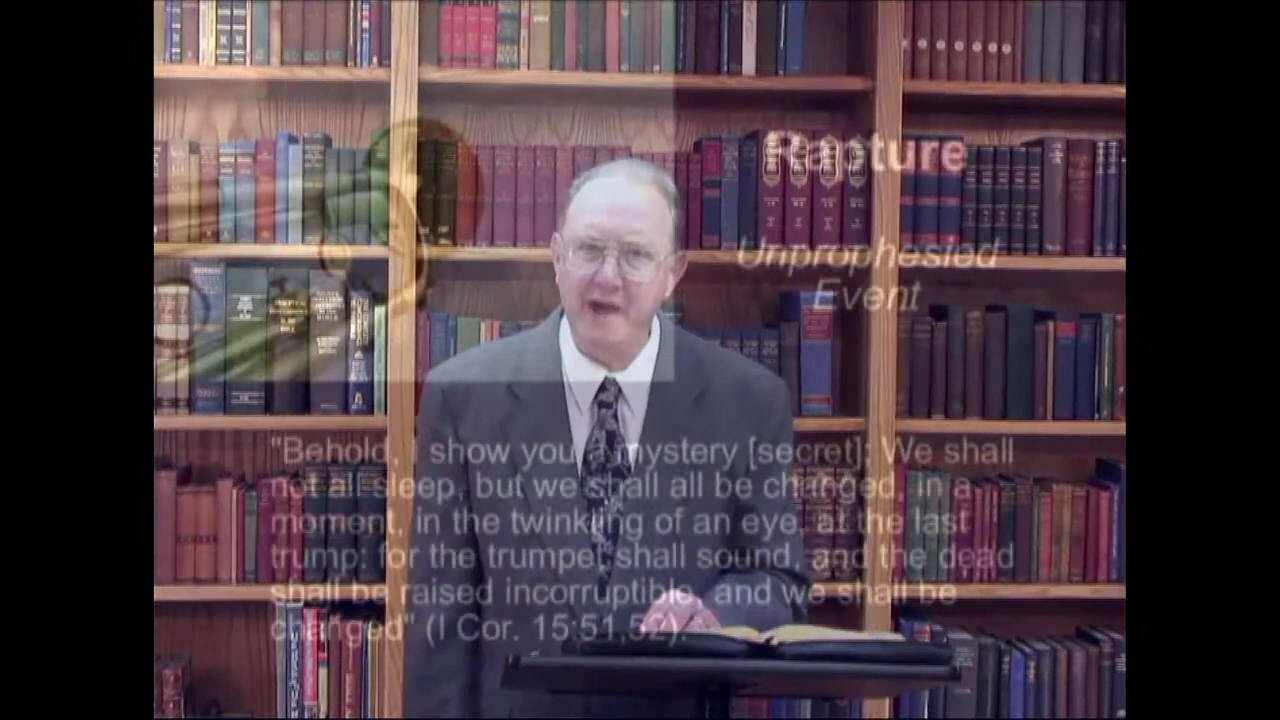 Rapture
Unprophesied
Event
"Behold, I show you a mystery [secret]; We shall
not all sleep, but we shall all be changed, in a
moment, in the twinkling of an eye, at the last
trump: for the trumpet shall sound, and the dead
shall be raised incorruptible, and we shall be
changed" (I Cor. 15:51,52).